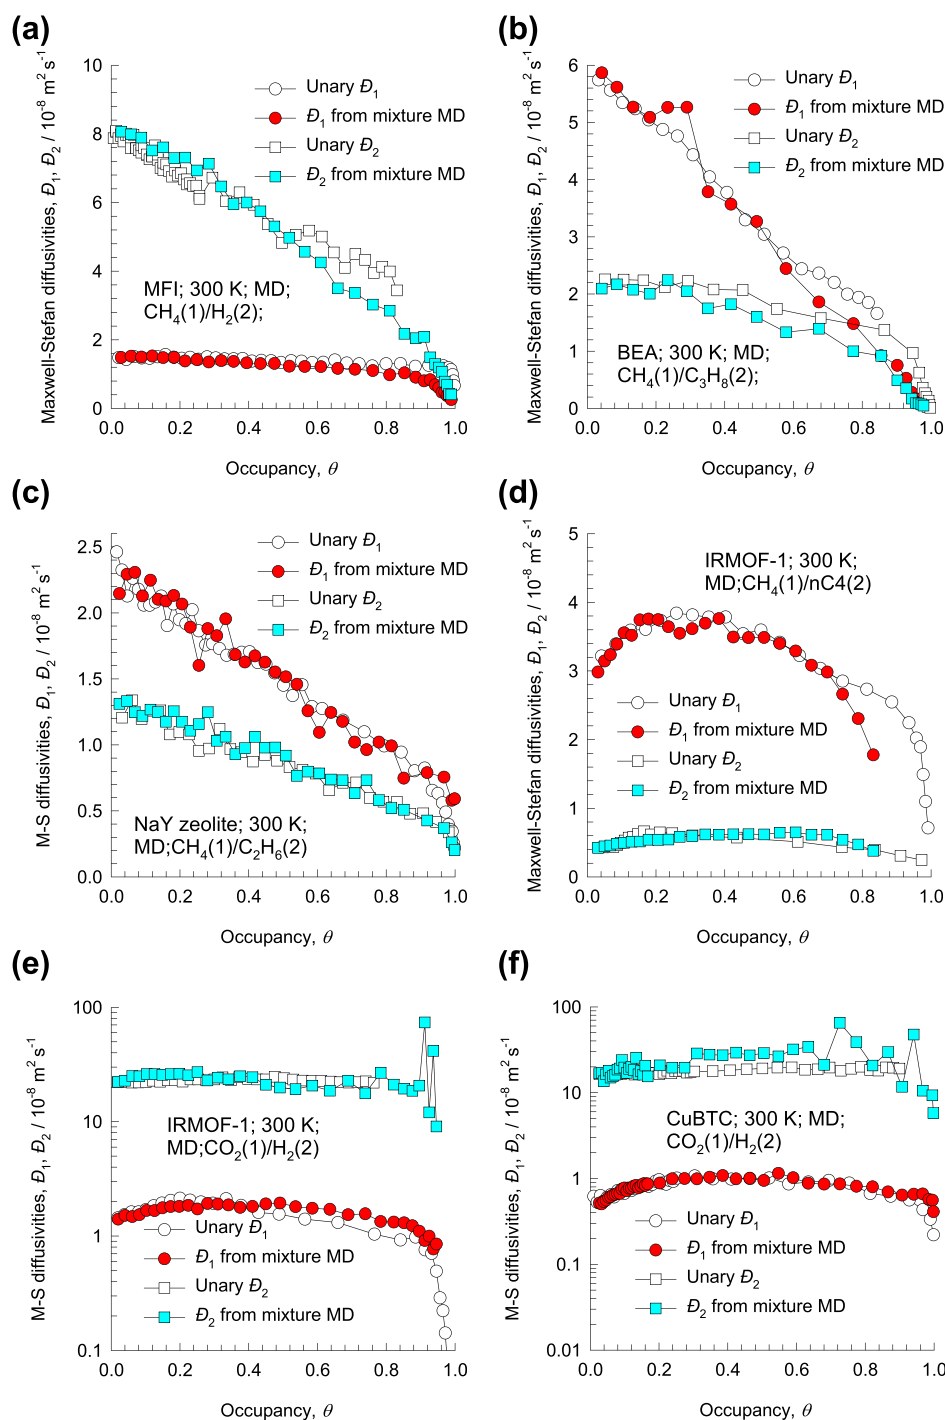 (a)
Maxwell-Stefan diffusivities, Đ1, Đ2 / 10-8 m2 s-1
10
8
6
4
2
0
Unary Đ1
Đ1 from mixture MD
Unary Đ2
Đ2 from mixture MD
MFI; 300 K; MD;
CH4(1)/H2(2);
0.0 0.2 0.4 0.6 0.8 1.0
Occupancy, θ
(b)
Maxwell-Stefan diffusivities, Đ1, Đ2 / 10-8 m2 s-1
6
5
4
3
2
1
0
Unary Đ1
Đ1 from mixture MD
Unary Đ2
Đ2 from mixture MD
BEA; 300 K; MD;
CH4(1)/C3H8(2);
0.0 0.2 0.4 0.6 0.8 1.0
Occupancy, θ
(c)
M-S diffusivities, Đ1, Đ2 / 10-8 m2 s-1
2.5
2.0
1.5
1.0
0.5
0.0
Unary Đ1
Đ1 from mixture MD
Unary Đ2
Đ2 from mixture MD
NaY zeolite; 300 K;
MD;CH4(1)/C2H6(2)
0.0 0.2 0.4 0.6 0.8 1.0
Occupancy, θ
(d)
Maxwell-Stefan diffusivities, Đ1, Đ2 / 10-8 m2 s-1
5
4
3
2
1
0
IRMOF-1; 300 K;
MD;CH4(1)/nC4(2)
Unary Đ1
Đ1 from mixture MD
Unary Đ2
Đ2 from mixture MD
0.0 0.2 0.4 0.6 0.8 1.0
Occupancy, θ
(e)
M-S diffusivities, Đ1, Đ2 / 10-8 m2 s-1
100
10
1
0.1
IRMOF-1; 300 K;
MD;CO2(1)/H2(2)
Unary Đ1
Đ1 from mixture MD
Unary Đ2
Đ2 from mixture MD
0.0 0.2 0.4 0.6 0.8 1.0
Occupancy, θ
(f)
M-S diffusivities, Đ1, Đ2 / 10-8 m2 s-1
100
10
1
0.1
0.01
CuBTC; 300 K; MD;
CO2(1)/H2(2)
Unary Đ1
Đ1 from mixture MD
Unary Đ2
Đ2 from mixture MD
0.0 0.2 0.4 0.6 0.8 1.0
Occupancy, θ